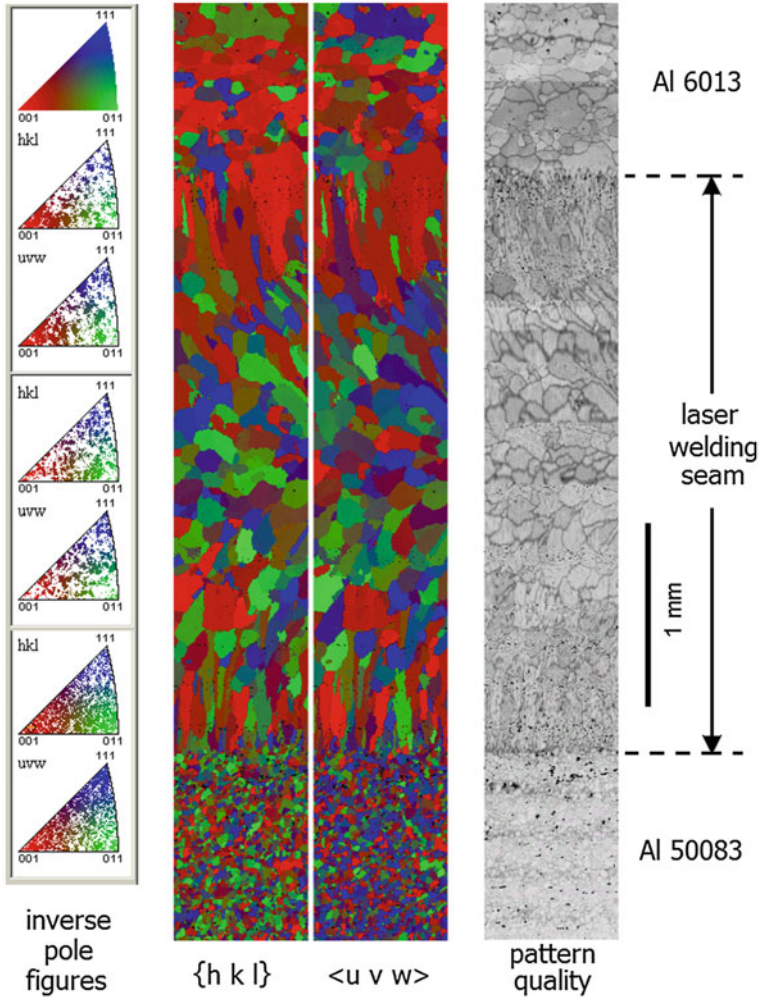 111
001 011
hkl
111
001 011
uvw
111
001 011
hkl
111
001 011
uvw
111
001 011
hkl
111
001 011
uvw
111
001 011
inverse
pole
figures
{h k l}
<u v w>
pattern
quality
Al 6013
laser
welding
seam
1 mm
Al 50083